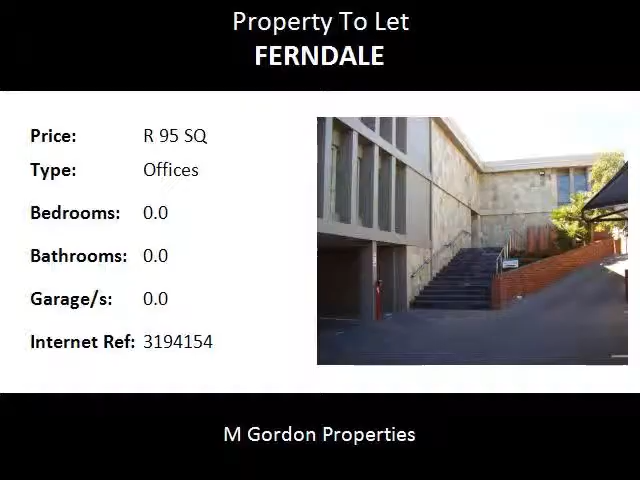 Property To Let
FERNDALE
Price: R 95 SQ
Type: Offices
Bedrooms: 0.0
Bathrooms: 0.0
Garage/s: 0.0
Internet Ref: 3194154
M Gordon Properties